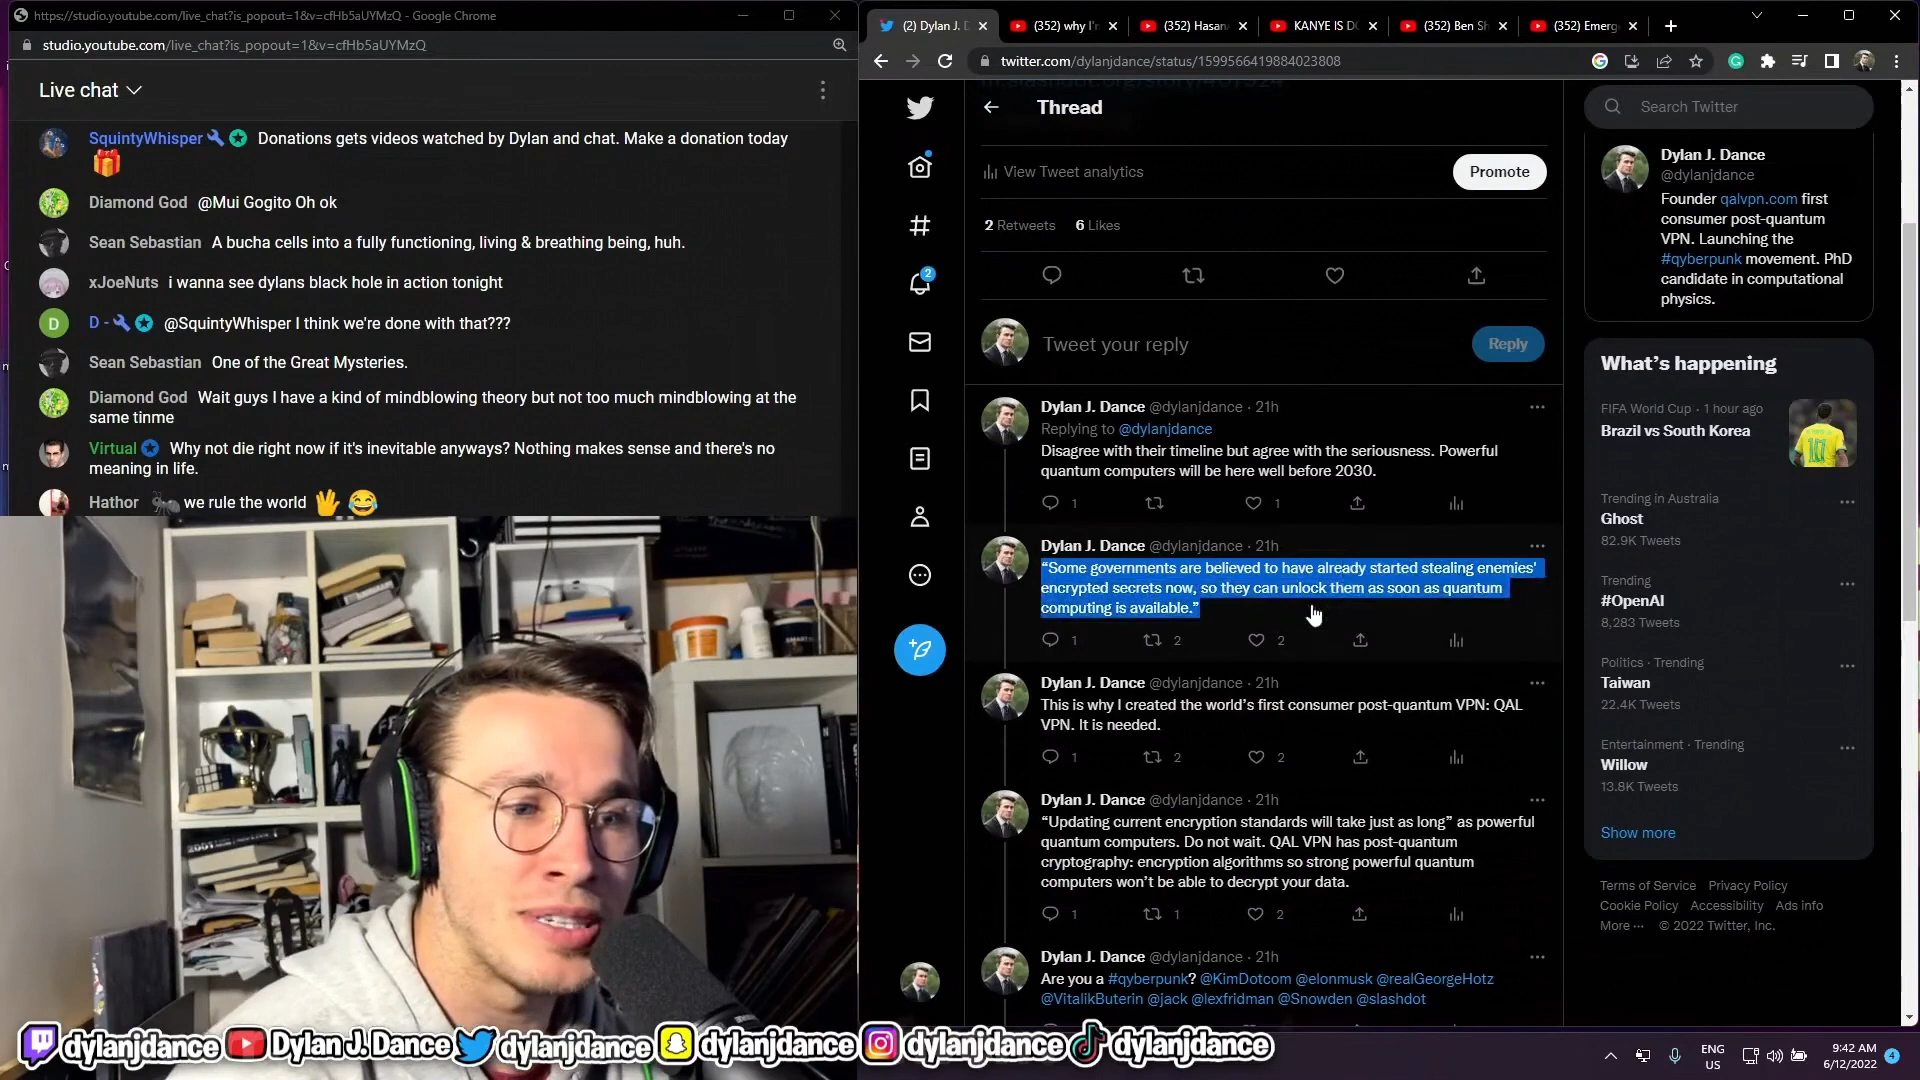 https://studio.youtube.com/live_chat?is_popout=1&v=cfHb5aUYMzQ - Google Chrome
studio.youtube.com/live_chat?is_popout=1&v=cfHb5aUYMzQ
Live chat
SquintyWhisper Donations gets videos watched by Dylan and chat. Make a donation today
Diamond God @Mui Gogito Oh ok
Sean Sebastian A bucha cells into a fully functioning, living & breathing being, huh.
xJoeNuts i wanna see dylans black hole in action tonight
D D - @SquintyWhisper I think we're done with that???
Sean Sebastian One of the Great Mysteries.
Diamond God Wait guys I have a kind of mindblowing theory but not too much mindblowing at the
same tinme
Virtual Why not die right now if it's inevitable anyways? Nothing makes sense and there's no
meaning in life.
Hathor we rule the world
(2) Dylan J. D
(352) why I'r
(352) Hasan
KANYE IS D
(352) Ben Sh
(352) Emerg
twitter.com/dylanjdance/status/1599566419884023808
Thread
View Tweet analytics
Promote
2 Retweets 6 Likes
2
Tweet your reply
Reply
Dylan J. Dance @dylanjdance · 21h
Replying to @dylanjdance
Disagree with their timeline but agree with the seriousness. Powerful
quantum computers will be here well before 2030.
1 1
Dylan J. Dance @dylanjdance · 21h
“Some governments are believed to have already started stealing enemies'
encrypted secrets now, so they can unlock them as soon as quantum
computing is available.”
1 2 2
Dylan J. Dance @dylanjdance · 21h
This is why I created the world’s first consumer post-quantum VPN: QAL
VPN. It is needed.
1 2 2
Dylan J. Dance @dylanjdance · 21h
“Updating current encryption standards will take just as long” as powerful
quantum computers. Do not wait. QAL VPN has post-quantum
cryptography: encryption algorithms so strong powerful quantum
computers won’t be able to decrypt your data.
1 1 2
Dylan J. Dance @dylanjdance · 21h
Are you a #qyberpunk? @KimDotcom @elonmusk @realGeorgeHotz
@VitalikButerin @jack @lexfridman @Snowden @slashdot
Search Twitter
Dylan J. Dance
@dylanjdance
Founder qalvpn.com first
consumer post-quantum
VPN. Launching the
#qyberpunk movement. PhD
candidate in computational
physics.
What’s happening
FIFA World Cup · 1 hour ago
Brazil vs South Korea
Trending in Australia
Ghost
82.9K Tweets
Trending
#OpenAI
8,283 Tweets
Politics · Trending
Taiwan
22.4K Tweets
Entertainment · Trending
Willow
13.8K Tweets
Show more
Terms of Service Privacy Policy
Cookie Policy Accessibility Ads info
More ··· © 2022 Twitter, Inc.
dylanjdance Dylan J. Dance dylanjdance dylanjdance dylanjdance dylanjdance
ENG
US
9:42 AM
6/12/2022
4